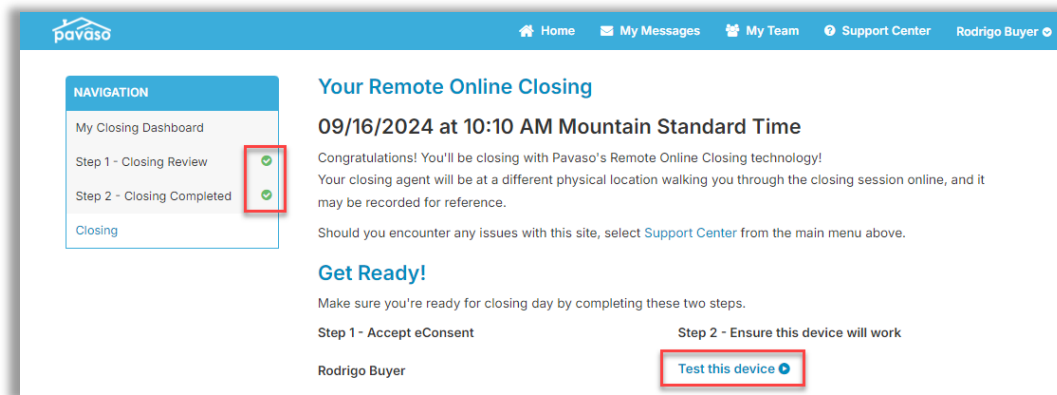 pavaso
Home My Messages My Team Support Center Rodrigo Buyer
NAVIGATION
My Closing Dashboard
Step 1 - Closing Review
Step 2 - Closing Completed
Closing
Your Remote Online Closing
09/16/2024 at 10:10 AM Mountain Standard Time
Congratulations! You'll be closing with Pavaso's Remote Online Closing technology!
Your closing agent will be at a different physical location walking you through the closing session online, and it
may be recorded for reference.
Should you encounter any issues with this site, select Support Center from the main menu above.
Get Ready!
Make sure you're ready for closing day by completing these two steps.
Step 1 - Accept eConsent
Step 2 - Ensure this device will work
Rodrigo Buyer
Test this device